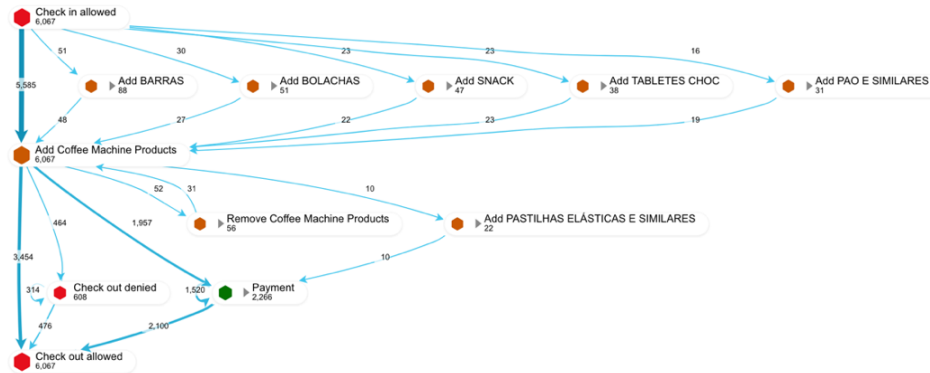 Check in allowed
6,067
51
30
23
23
16
5,585
Add BARRAS
88
Add BOLACHAS
51
Add SNACK
47
Add TABLETES CHOC
38
Add PAO E SIMILARES
31
48
27
22
23
19
Add Coffee Machine Products
6,067
52
31
10
464
1,957
Remove Coffee Machine Products
56
Add PASTILHAS ELÁSTICAS E SIMILARES
22
3,454
10
314
Check out denied
608
1,520
Payment
2,266
476
2,100
Check out allowed
6,067